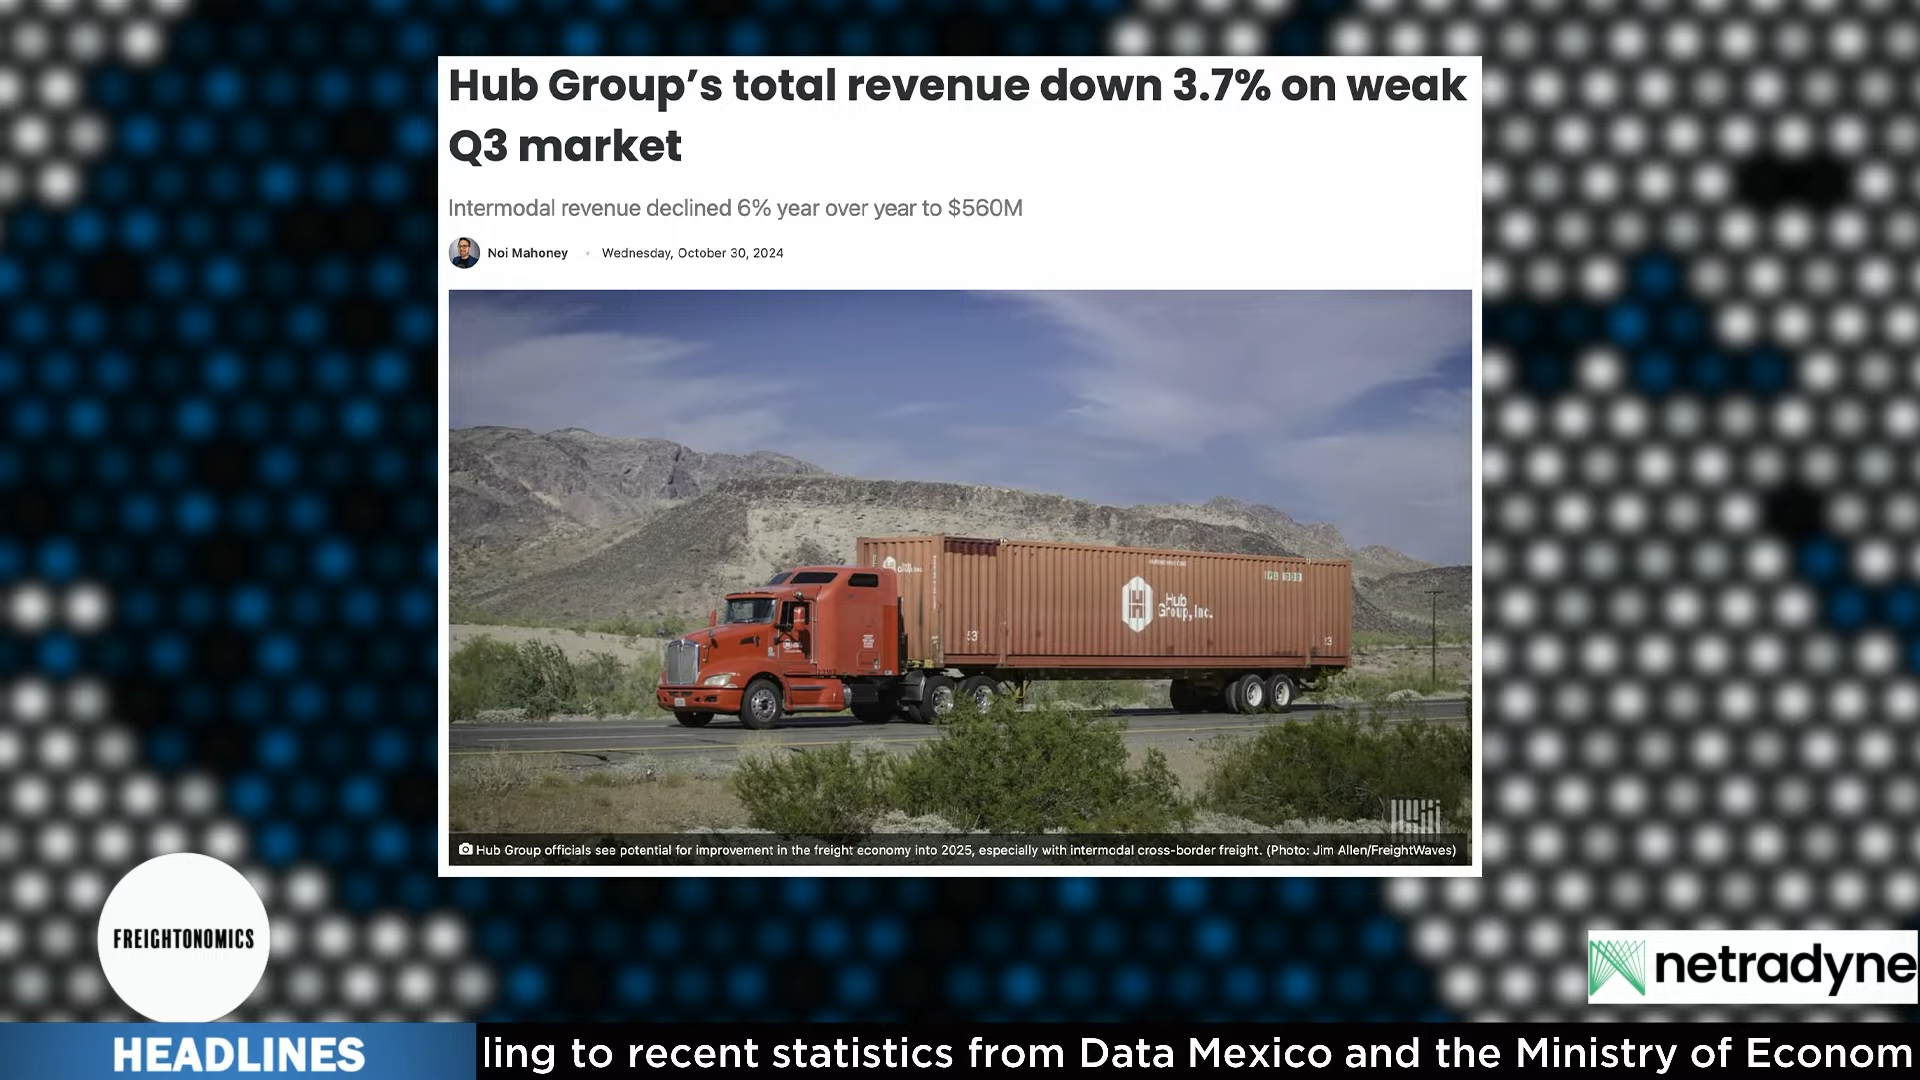 Hub Group’s total revenue down 3.7% on weak
Q3 market
Intermodal revenue declined 6% year over year to $560M
Noi Mahoney • Wednesday, October 30, 2024
Hub
Group, Inc.
53
Hub Group officials see potential for improvement in the freight economy into 2025, especially with intermodal cross-border freight. (Photo: Jim Allen/FreightWaves)
FREIGHTONOMICS
netradyne
HEADLINES
ling to recent statistics from Data Mexico and the Ministry of Econom